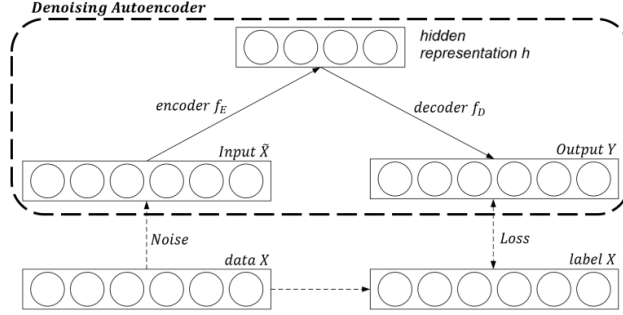 Denoising Autoencoder
hidden
representation h
encoder f_E
decoder f_D
Input X̃
Output Y
Noise
Loss
data X
label X